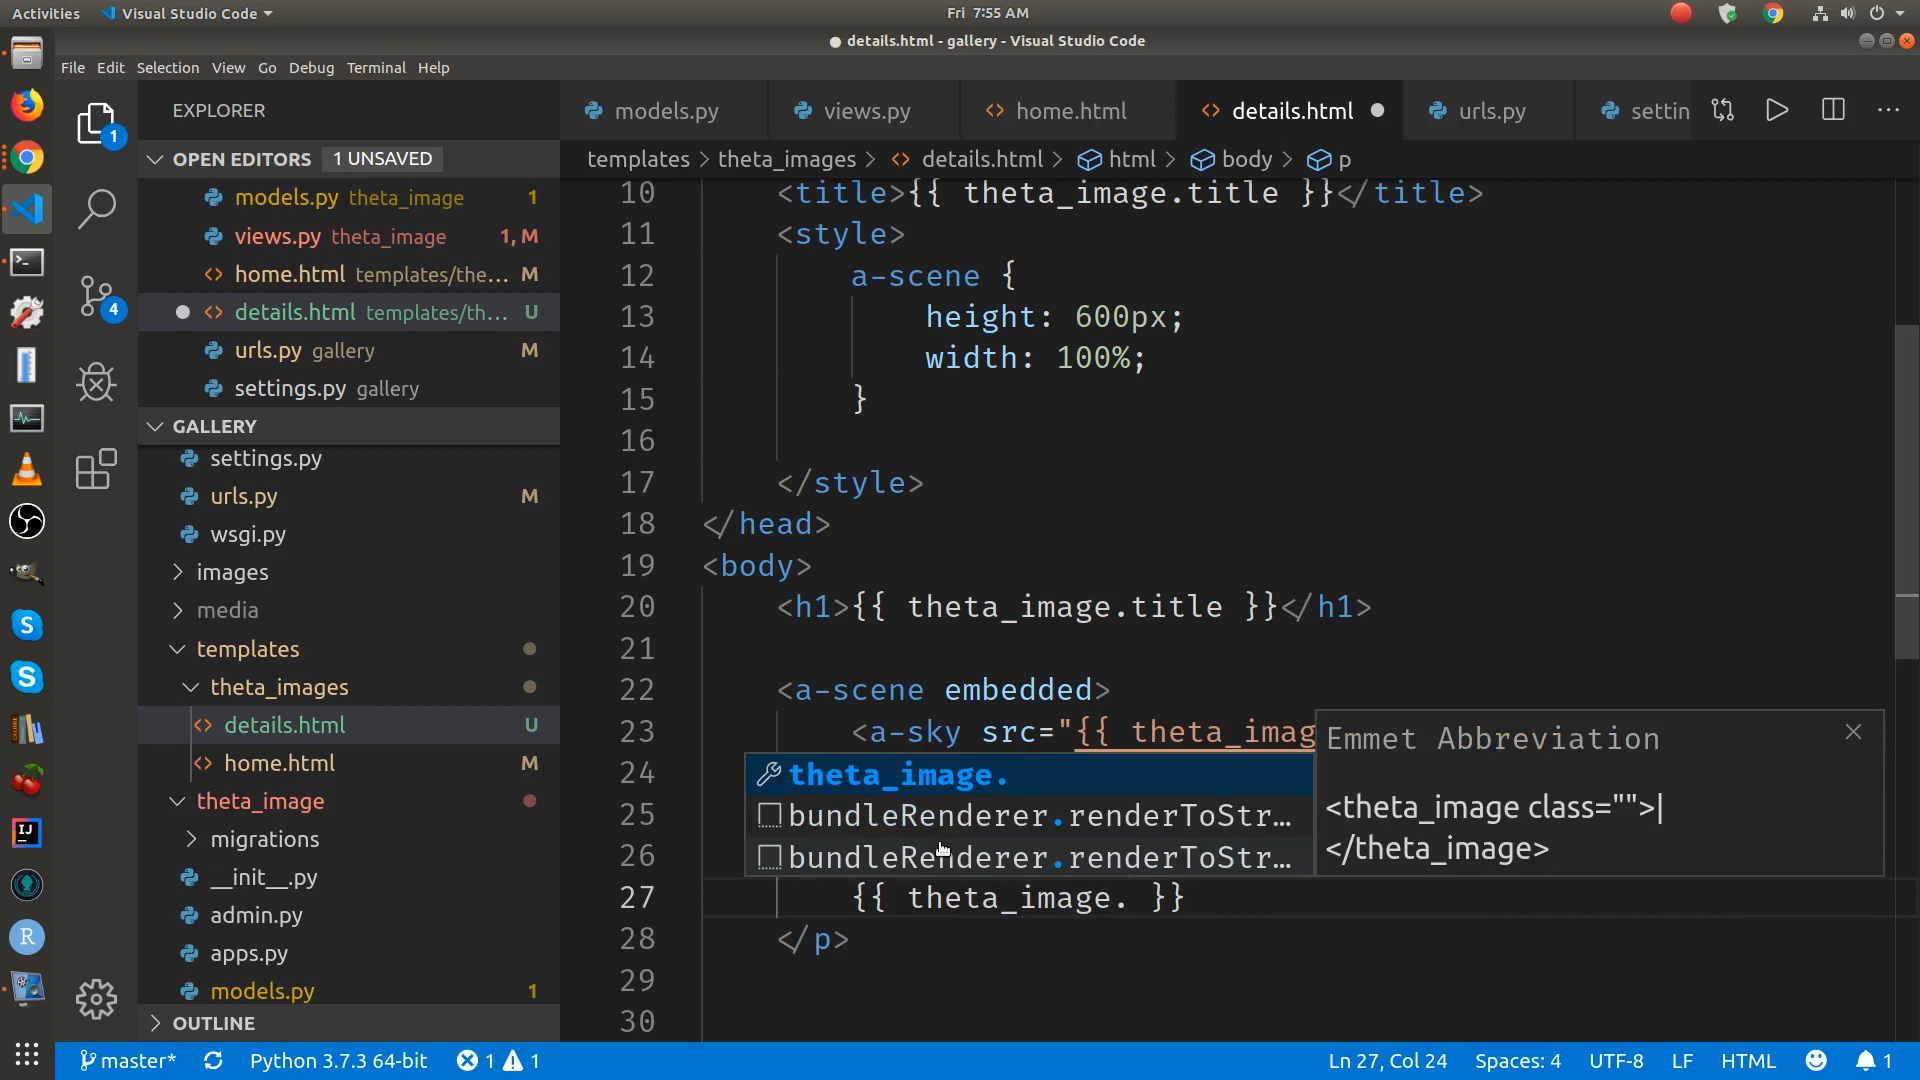 Activities Visual Studio Code Fri 7:55 AM
details.html - gallery - Visual Studio Code
File Edit Selection View Go Debug Terminal Help
EXPLORER
models.py views.py home.html details.html urls.py settin
OPEN EDITORS 1 UNSAVED
templates > theta_images > details.html > html > body > p
models.py theta_image 1
views.py theta_image 1, M
home.html templates/the... M
details.html templates/th... U
urls.py gallery M
settings.py gallery
GALLERY
settings.py
urls.py M
wsgi.py
images
media
templates
theta_images
details.html U
home.html M
theta_image
migrations
__init__.py
admin.py
apps.py
models.py 1
OUTLINE
1
4
10 <title>{{ theta_image.title }}</title>
11 <style>
12 a-scene {
13 height: 600px;
14 width: 100%;
15 }
16
17 </style>
18 </head>
19 <body>
20 <h1>{{ theta_image.title }}</h1>
21
22 <a-scene embedded>
23 <a-sky src="{{ theta_imag
24
25
26
27 {{ theta_image. }}
28 </p>
29
30
theta_image.
bundleRenderer.renderToStr...
bundleRenderer.renderToStr...
Emmet Abbreviation
<theta_image class="">|
</theta_image>
master* Python 3.7.3 64-bit 1 1 Ln 27, Col 24 Spaces: 4 UTF-8 LF HTML 1